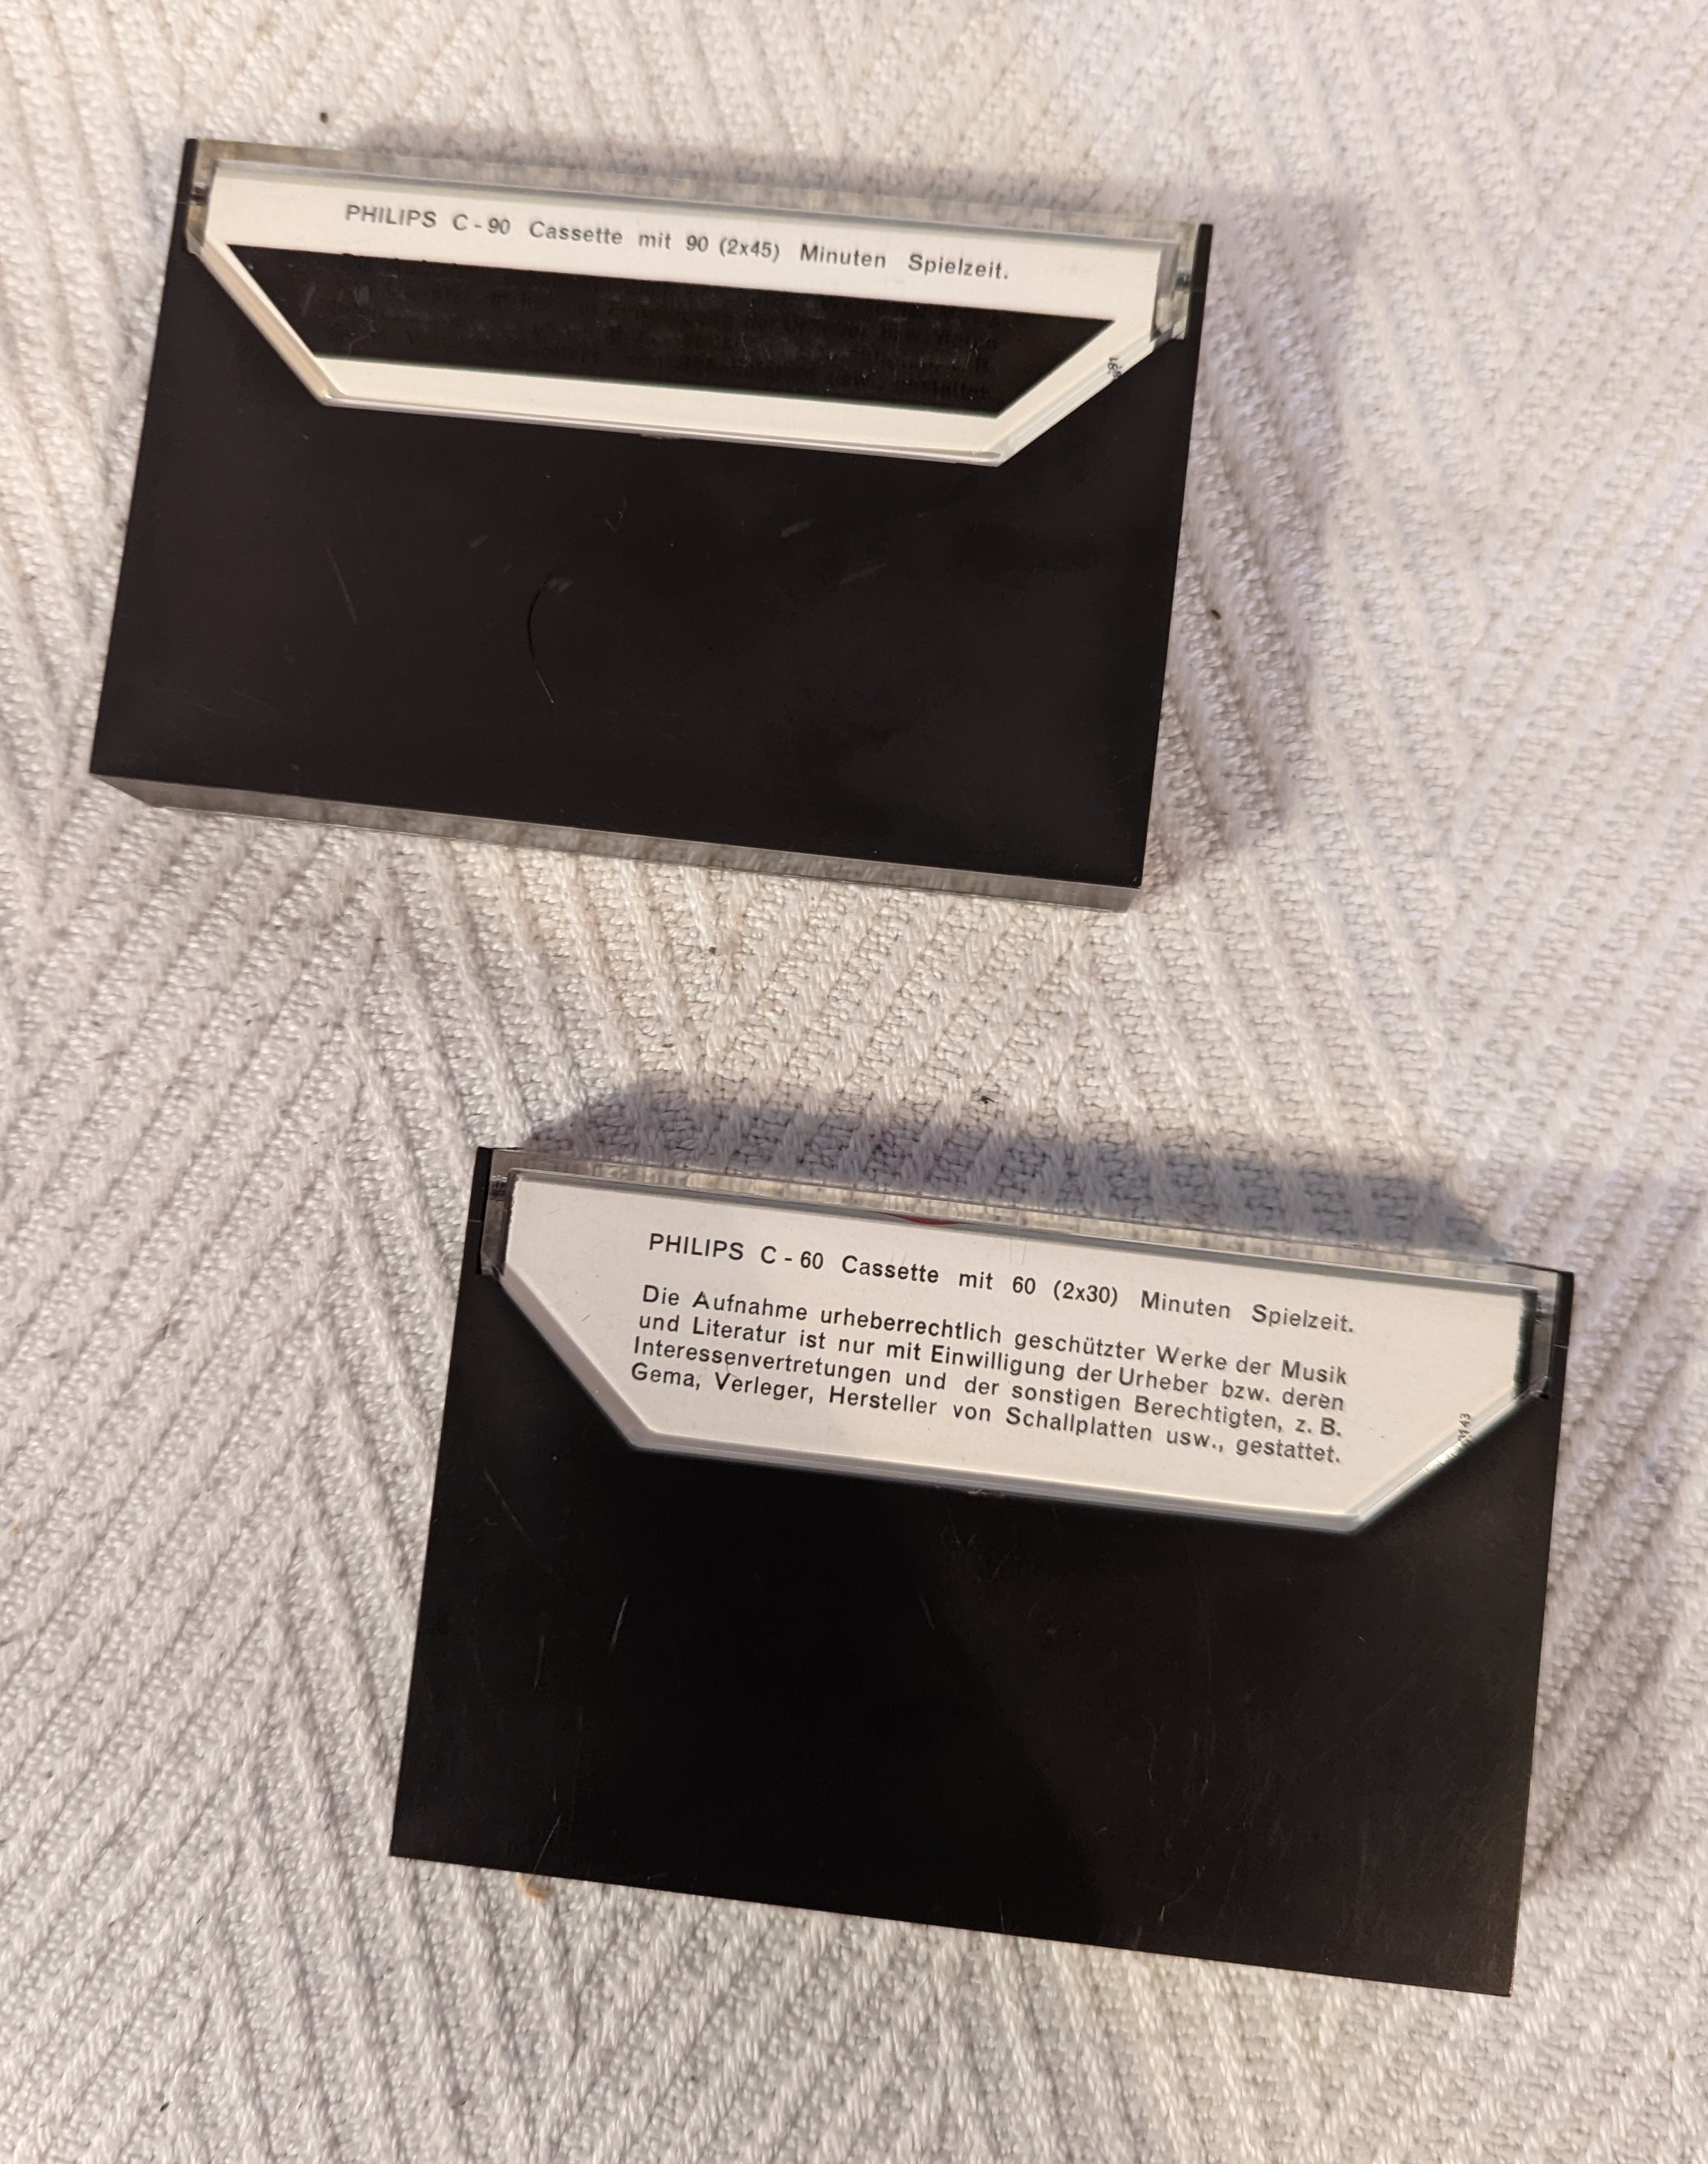 PHILIPS C-90 Cassette mit 90 (2x45) Minuten Spielzeit.
PHILIPS C-60 Cassette mit 60 (2x30) Minuten Spielzeit.
Die Aufnahme urheberrechtlich geschützter Werke der Musik
und Literatur ist nur mit Einwilligung der Urheber bzw. deren
Interessenvertretungen und der sonstigen Berechtigten, z. B.
Gema, Verleger, Hersteller von Schallplatten usw., gestattet.